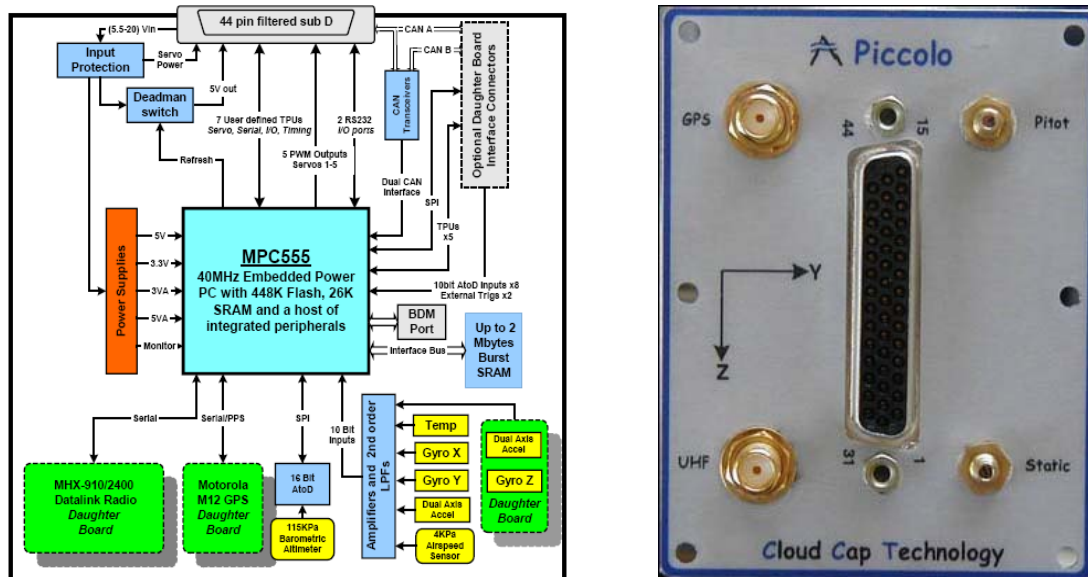 44 pin filtered sub D
(5.5-20) Vin
CAN A
CAN B
Input
Protection
Servo
Power
Deadman
switch
5V out
7 User defined TPUs
Servo, Serial, I/O, Timing
2 RS232
I/O ports
CAN
Transceivers
Optional Daughter Board
Interface Connectors
Refresh
5 PWM Outputs
Servos 1-5
Dual CAN
Interface
SPI
TPUs
x5
Power Supplies
5V
3.3V
3VA
5VA
Monitor
MPC555
40MHz Embedded Power
PC with 448K Flash, 26K
SRAM and a host of
integrated peripherals
10bit AtoD Inputs x8
External Trigs x2
BDM
Port
Interface Bus
Up to 2
Mbytes
Burst
SRAM
Serial
Serial/PPS
SPI
10 Bit
Inputs
Amplifiers and 2nd order
LPFs
Temp
Gyro X
Gyro Y
Dual Axis
Accel
4KPa
Airspeed
Sensor
Dual Axis
Accel
Gyro Z
Daughter
Board
MHX-910/2400
Datalink Radio
Daughter
Board
Motorola
M12 GPS
Daughter
Board
16 Bit
AtoD
115KPa
Barometric
Altimeter
Piccolo
GPS
44
15
Pitot
Y
Z
UHF
31
1
Static
Cloud Cap Technology